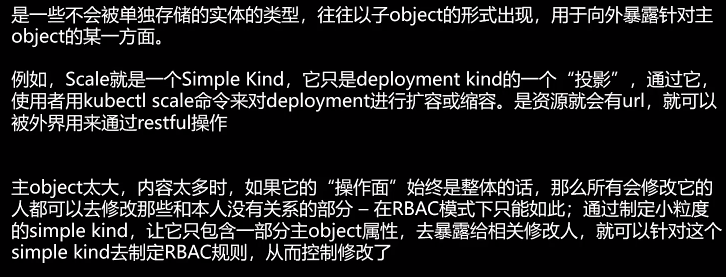 是一些不会被单独存储的实体的类型，往往以子object的形式出现，用于向外暴露针对主
object的某一方面。
例如，Scale就是一个Simple Kind，它只是deployment kind的一个“投影”，通过它，
使用者用kubectl scale命令来对deployment进行扩容或缩容。是资源就会有url，就可以
被外界用来通过restful操作
主object太大，内容太多时，如果它的“操作面”始终是整体的话，那么所有会修改它的
人都可以去修改那些和本人没有关系的部分 – 在RBAC模式下只能如此；通过制定小粒度
的simple kind，让它只包含一部分主object属性，去暴露给相关修改人，就可以针对这个
simple kind去制定RBAC规则，从而控制修改了